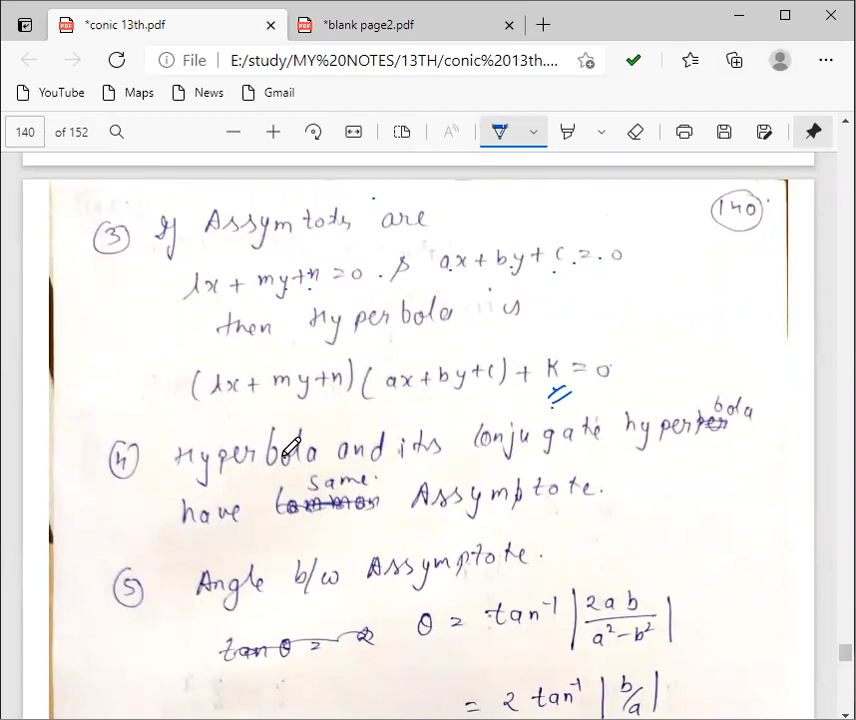 *conic 13th.pdf
*blank page2.pdf
File E:/study/MY%20NOTES/13TH/conic%2013th....
YouTube Maps News Gmail
140 of 152
140
③ If Assymtots are
lx + my+n = 0 & ax + by + c = 0
then Hyperbola is
(lx + my+n)( ax+by+c) + K = 0
④ Hyperbola and its conjugate hyperbola
have same Assymptote.
⑤ Angle b/w Assymptote.
θ = tan⁻¹ |2ab/a²-b²|
= 2 tan⁻¹ |b/a|